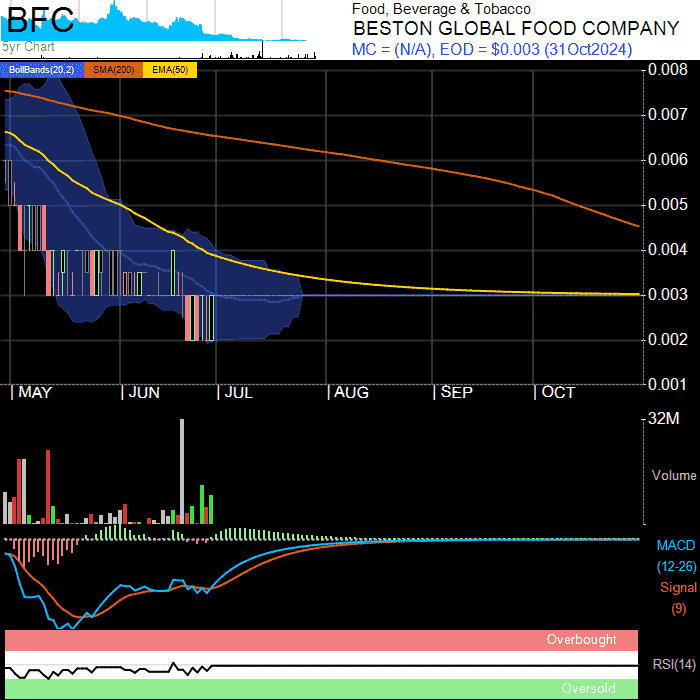 BFC
5yr Chart
Food, Beverage & Tobacco
BESTON GLOBAL FOOD COMPANY
MC = (N/A), EOD = $0.003 (31Oct2024)
BollBands(20,2) SMA(200) EMA(50)
0.008
0.007
0.006
0.005
0.004
0.003
0.002
0.001
MAY JUN JUL AUG SEP OCT
32M
Volume
MACD
(12-26)
Signal
(9)
Overbought
RSI(14)
Oversold